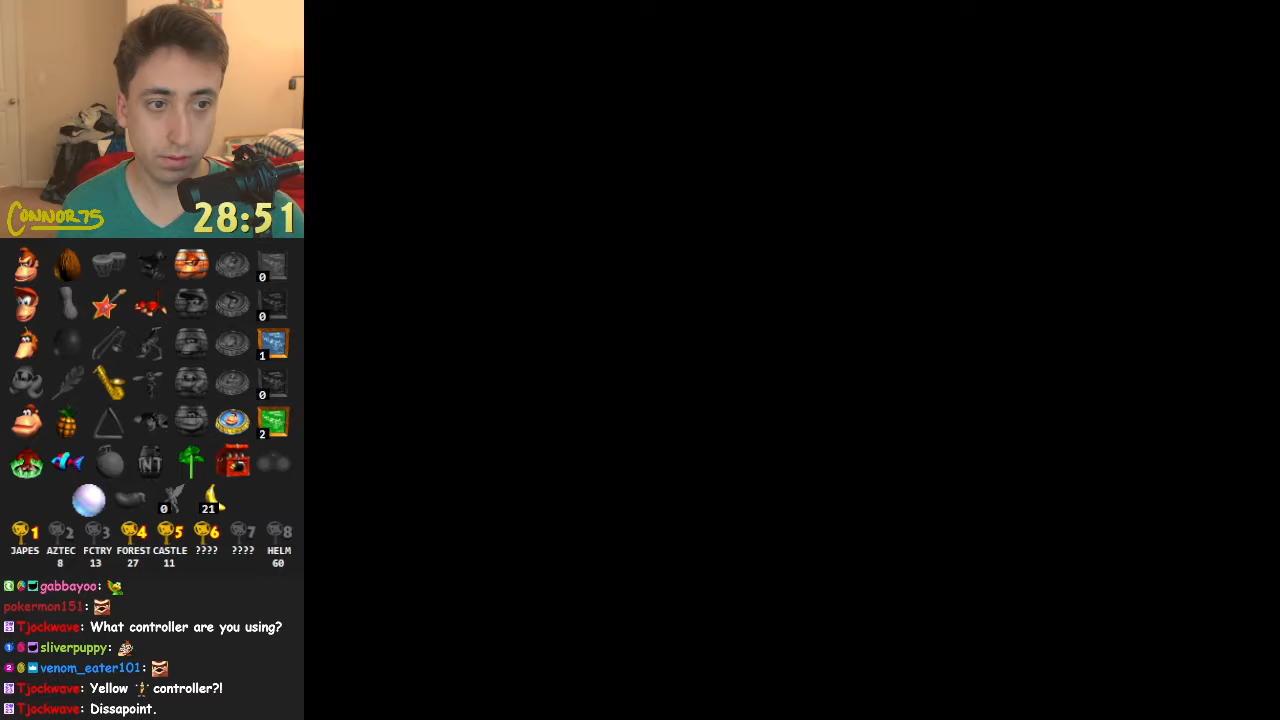 CONNOR75
28:51
0
0
1
0
2
NT
0 21
1 2 3 4 5 6 7 8
JAPES AZTEC FCTRY FOREST CASTLE ???? ???? HELM
8 13 27 11 60
gabbayoo:
pokermon151:
Tjockwave: What controller are you using?
sliverpuppy:
venom_eater101:
Tjockwave: Yellow controller?!
Tjockwave: Dissapoint.